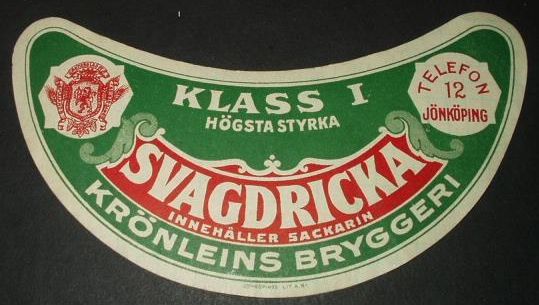 KLASS I
HÖGSTA STYRKA
TELEFON
12
JÖNKÖPING
SVAGDRICKA
INNEHÅLLER SACKARIN
KRÖNLEINS BRYGGERI